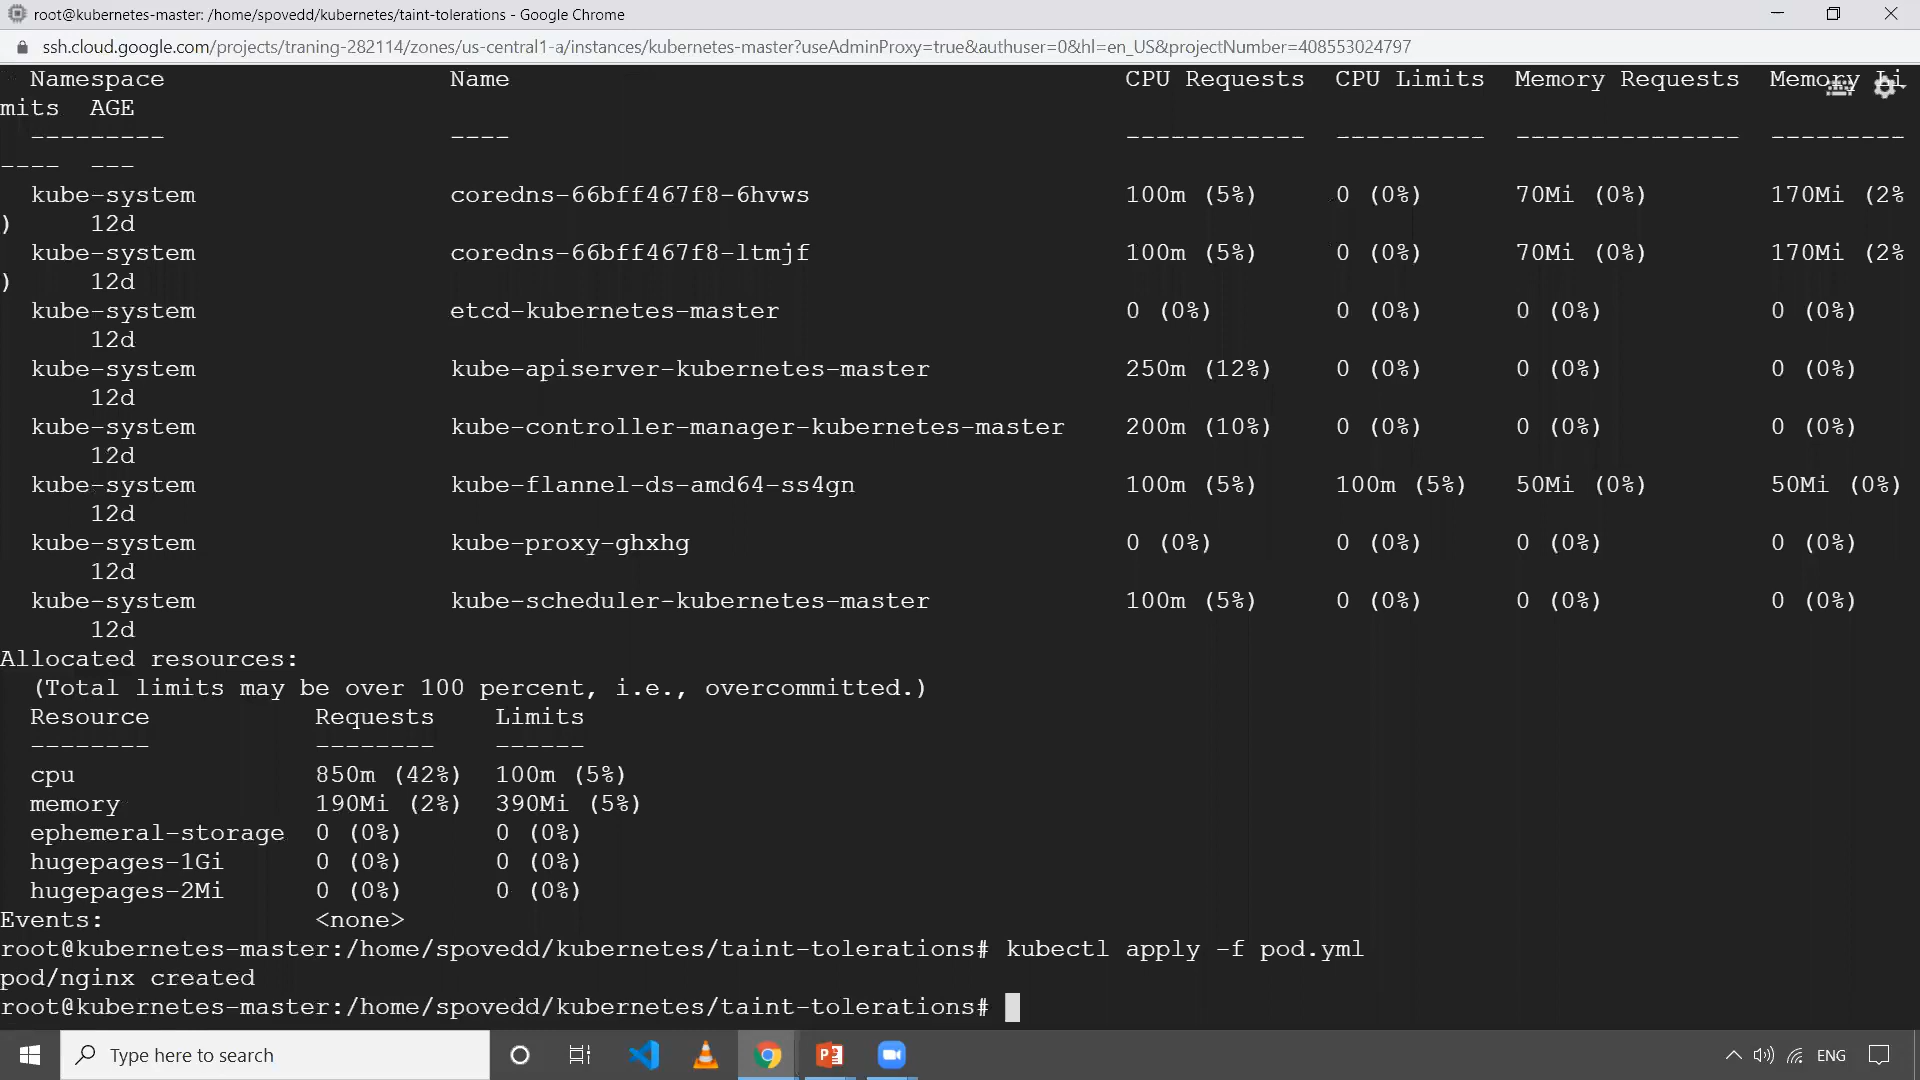 root@kubernetes-master: /home/spovedd/kubernetes/taint-tolerations - Google Chrome
ssh.cloud.google.com/projects/traning-282114/zones/us-central1-a/instances/kubernetes-master?useAdminProxy=true&authuser=0&hl=en_US&projectNumber=408553024797
Namespace Name CPU Requests CPU Limits Memory Requests Memory Li
mits AGE
--------- ---- ------------ ---------- --------------- ---------
---- ---
kube-system coredns-66bff467f8-6hvws 100m (5%) 0 (0%) 70Mi (0%) 170Mi (2%
) 12d
kube-system coredns-66bff467f8-ltmjf 100m (5%) 0 (0%) 70Mi (0%) 170Mi (2%
) 12d
kube-system etcd-kubernetes-master 0 (0%) 0 (0%) 0 (0%) 0 (0%)
12d
kube-system kube-apiserver-kubernetes-master 250m (12%) 0 (0%) 0 (0%) 0 (0%)
12d
kube-system kube-controller-manager-kubernetes-master 200m (10%) 0 (0%) 0 (0%) 0 (0%)
12d
kube-system kube-flannel-ds-amd64-ss4gn 100m (5%) 100m (5%) 50Mi (0%) 50Mi (0%)
12d
kube-system kube-proxy-ghxhg 0 (0%) 0 (0%) 0 (0%) 0 (0%)
12d
kube-system kube-scheduler-kubernetes-master 100m (5%) 0 (0%) 0 (0%) 0 (0%)
12d
Allocated resources:
(Total limits may be over 100 percent, i.e., overcommitted.)
Resource Requests Limits
-------- -------- ------
cpu 850m (42%) 100m (5%)
memory 190Mi (2%) 390Mi (5%)
ephemeral-storage 0 (0%) 0 (0%)
hugepages-1Gi 0 (0%) 0 (0%)
hugepages-2Mi 0 (0%) 0 (0%)
Events: <none>
root@kubernetes-master:/home/spovedd/kubernetes/taint-tolerations# kubectl apply -f pod.yml
pod/nginx created
root@kubernetes-master:/home/spovedd/kubernetes/taint-tolerations#
Type here to search
ENG